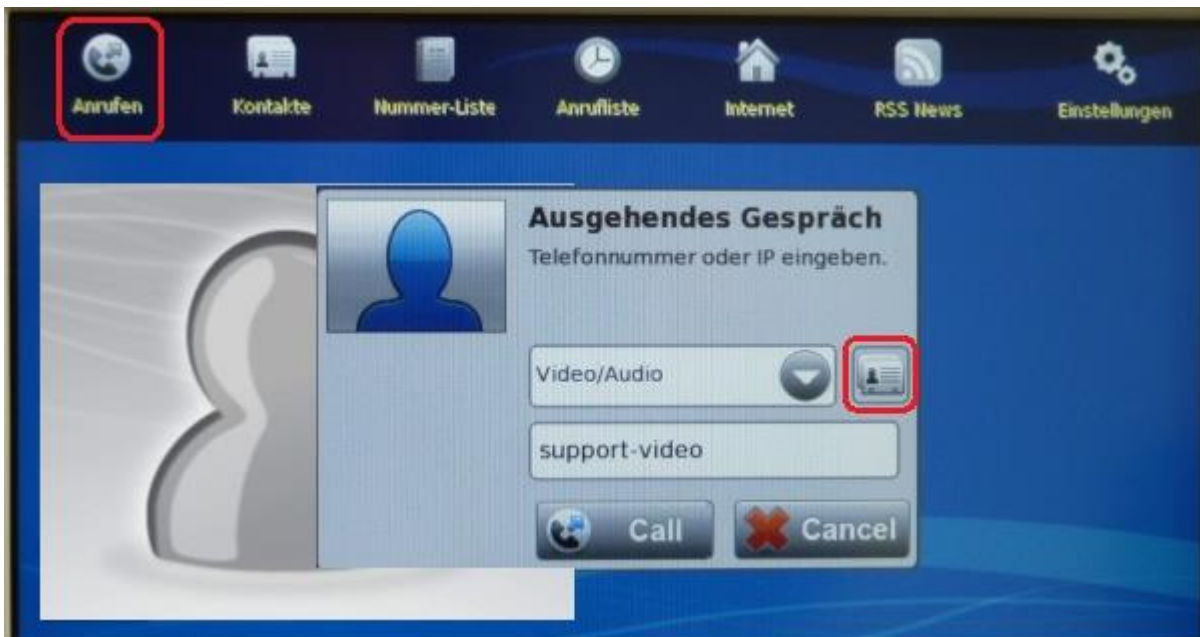 Anrufen Kontakte Nummer-Liste Anrufliste Internet RSS News Einstellungen
Ausgehendes Gespräch
Telefonnummer oder IP eingeben.
Video/Audio
support-video
Call Cancel